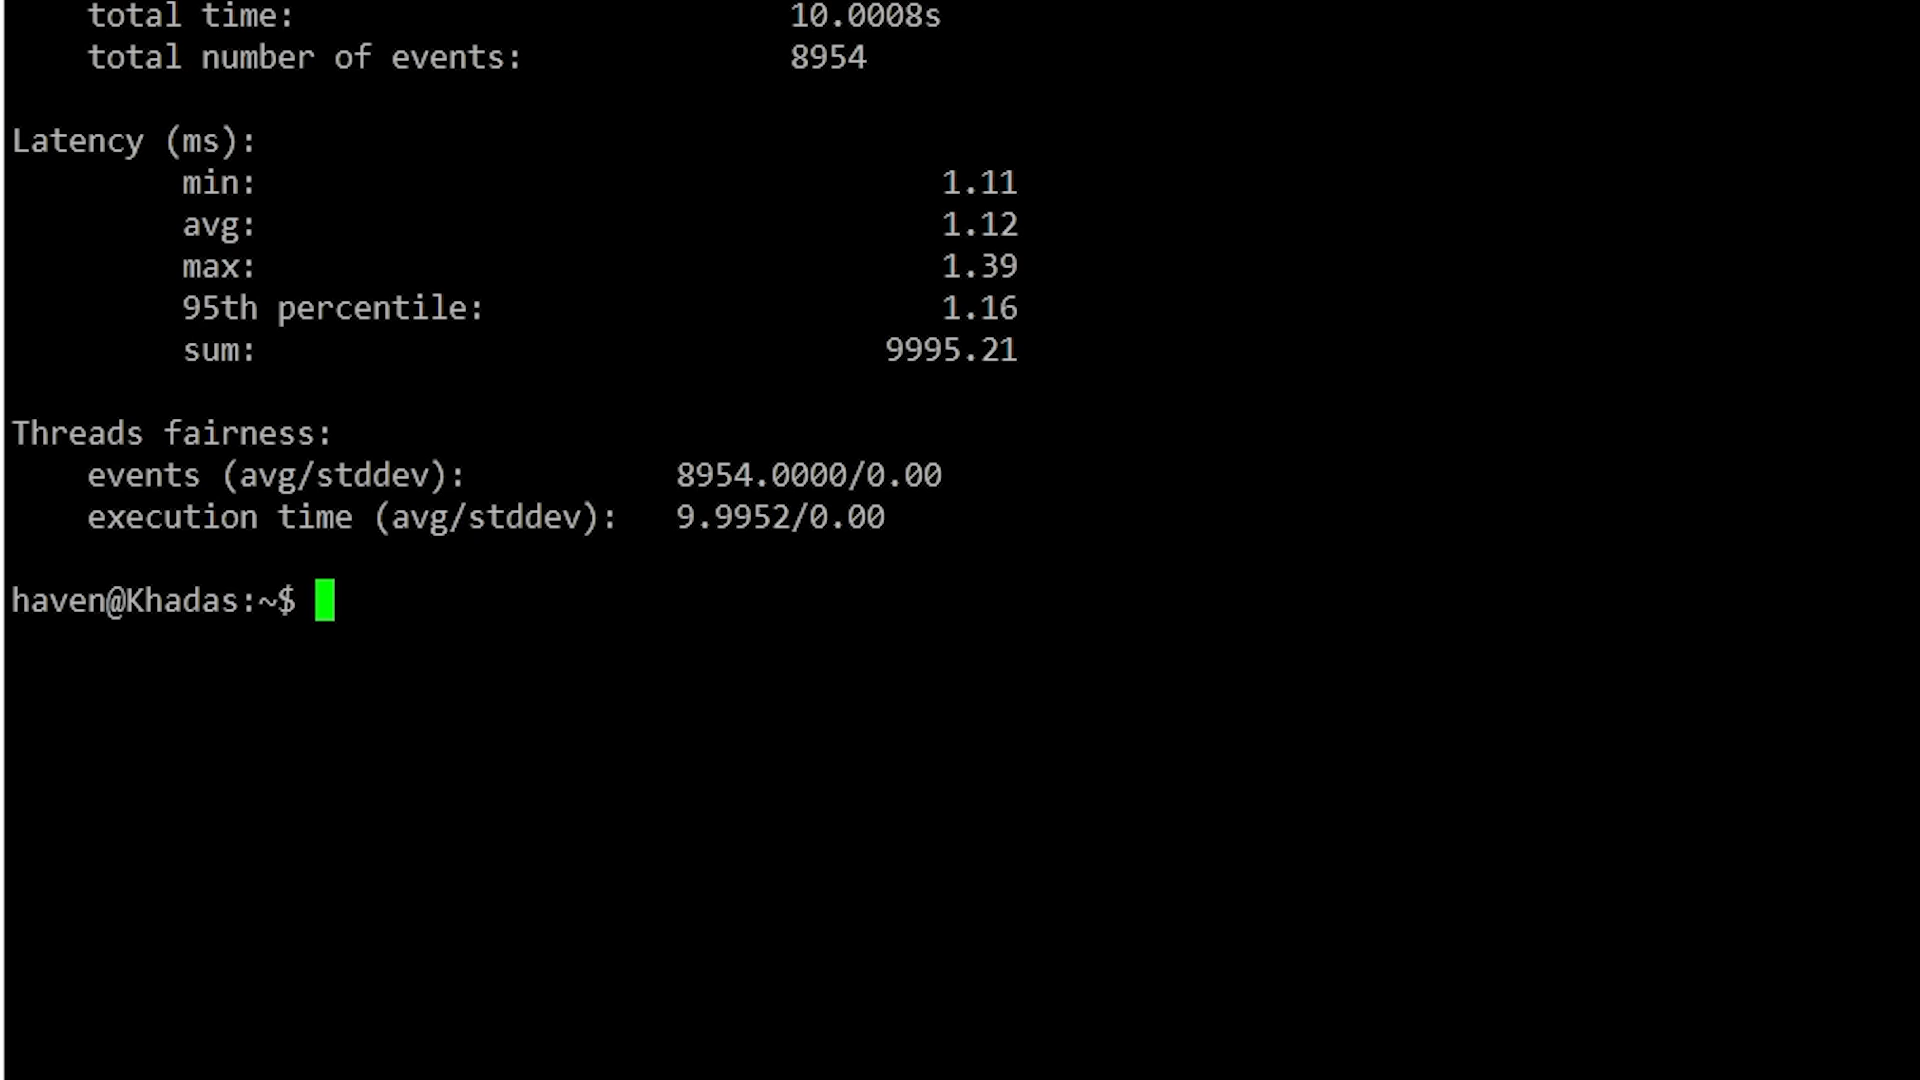 total time: 10.0008s
total number of events: 8954
Latency (ms):
min: 1.11
avg: 1.12
max: 1.39
95th percentile: 1.16
sum: 9995.21
Threads fairness:
events (avg/stddev): 8954.0000/0.00
execution time (avg/stddev): 9.9952/0.00
haven@Khadas:~$